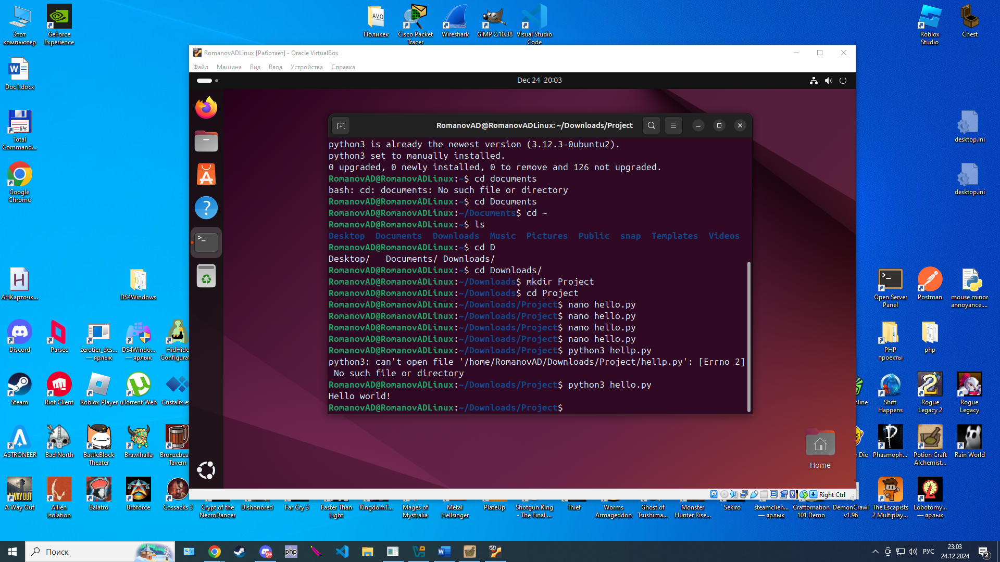 Этот компьютер
GeForce Experience
Поликек
Cisco Packet Tracer
Wireshark
GIMP 2.10.38
Visual Studio Code
Roblox Studio
Chest
RomanovADLinux [Работает] - Oracle VirtualBox
Файл Машина Вид Ввод Устройства Справка
Dec 24 20:03
Doc1.docx
Total Command...
Google Chrome
desktop.ini
desktop.ini
RomanovAD@RomanovADLinux: ~/Downloads/Project
python3 is already the newest version (3.12.3-0ubuntu2).
python3 set to manually installed.
0 upgraded, 0 newly installed, 0 to remove and 126 not upgraded.
RomanovAD@RomanovADLinux:~$ cd documents
bash: cd: documents: No such file or directory
RomanovAD@RomanovADLinux:~$ cd Documents
RomanovAD@RomanovADLinux:~/Documents$ cd ~
RomanovAD@RomanovADLinux:~$ ls
Desktop Documents Downloads Music Pictures Public snap Templates Videos
RomanovAD@RomanovADLinux:~$ cd D
Desktop/ Documents/ Downloads/
RomanovAD@RomanovADLinux:~$ cd Downloads/
RomanovAD@RomanovADLinux:~/Downloads$ mkdir Project
RomanovAD@RomanovADLinux:~/Downloads$ cd Project
RomanovAD@RomanovADLinux:~/Downloads/Project$ nano hello.py
RomanovAD@RomanovADLinux:~/Downloads/Project$ nano hello.py
RomanovAD@RomanovADLinux:~/Downloads/Project$ nano hello.py
RomanovAD@RomanovADLinux:~/Downloads/Project$ nano hello.py
RomanovAD@RomanovADLinux:~/Downloads/Project$ python3 hellp.py
python3: can't open file '/home/RomanovAD/Downloads/Project/hellp.py': [Errno 2]
No such file or directory
RomanovAD@RomanovADLinux:~/Downloads/Project$ python3 hello.py
Hello world!
RomanovAD@RomanovADLinux:~/Downloads/Project$
Home
Right Ctrl
АНКарточк...
DS4Windows
Open Server Panel
Postman
mouse minor annoyance....
Discord
Parsec
zerotier_des... — ярлык
DS4Windo... — ярлык
HidHide Configurat
PHP проекты
php
Steam
Riot Client
Roblox Player
uTorrent Web
Cristalix.ex
nline
Shift Happens
Rogue Legacy 2
Rogue Legacy
ASTRONEER
Bad North
BattleBlock Theater
Brawlhalla
Bronzebea Tavern
r Die
Phasmoph...
Potion Craft Alchemist...
Rain World
A WAY OUT
A Way Out
Allien Isolation
Balatro
Broforce
Cossacks 3
Crypt of the NecroDancer
Dishonored
Far Cry 3
Faster Than Light
KingdomT...
Mages of Mystralia
Metal Hellsinger
PlateUp
Shotgun King - The Final ...
Thief
Worms Armageddon
Ghost of Tsushima...
Monster Hunter Rise...
Sekiro
steamclien... — ярлык
Craftomation 101 Demo
DemonCrawl v1.96
The Escapists 2 Multiplay...
Lobotomy... — ярлык
Поиск
php
9+
РУС
23:03
24.12.2024
2